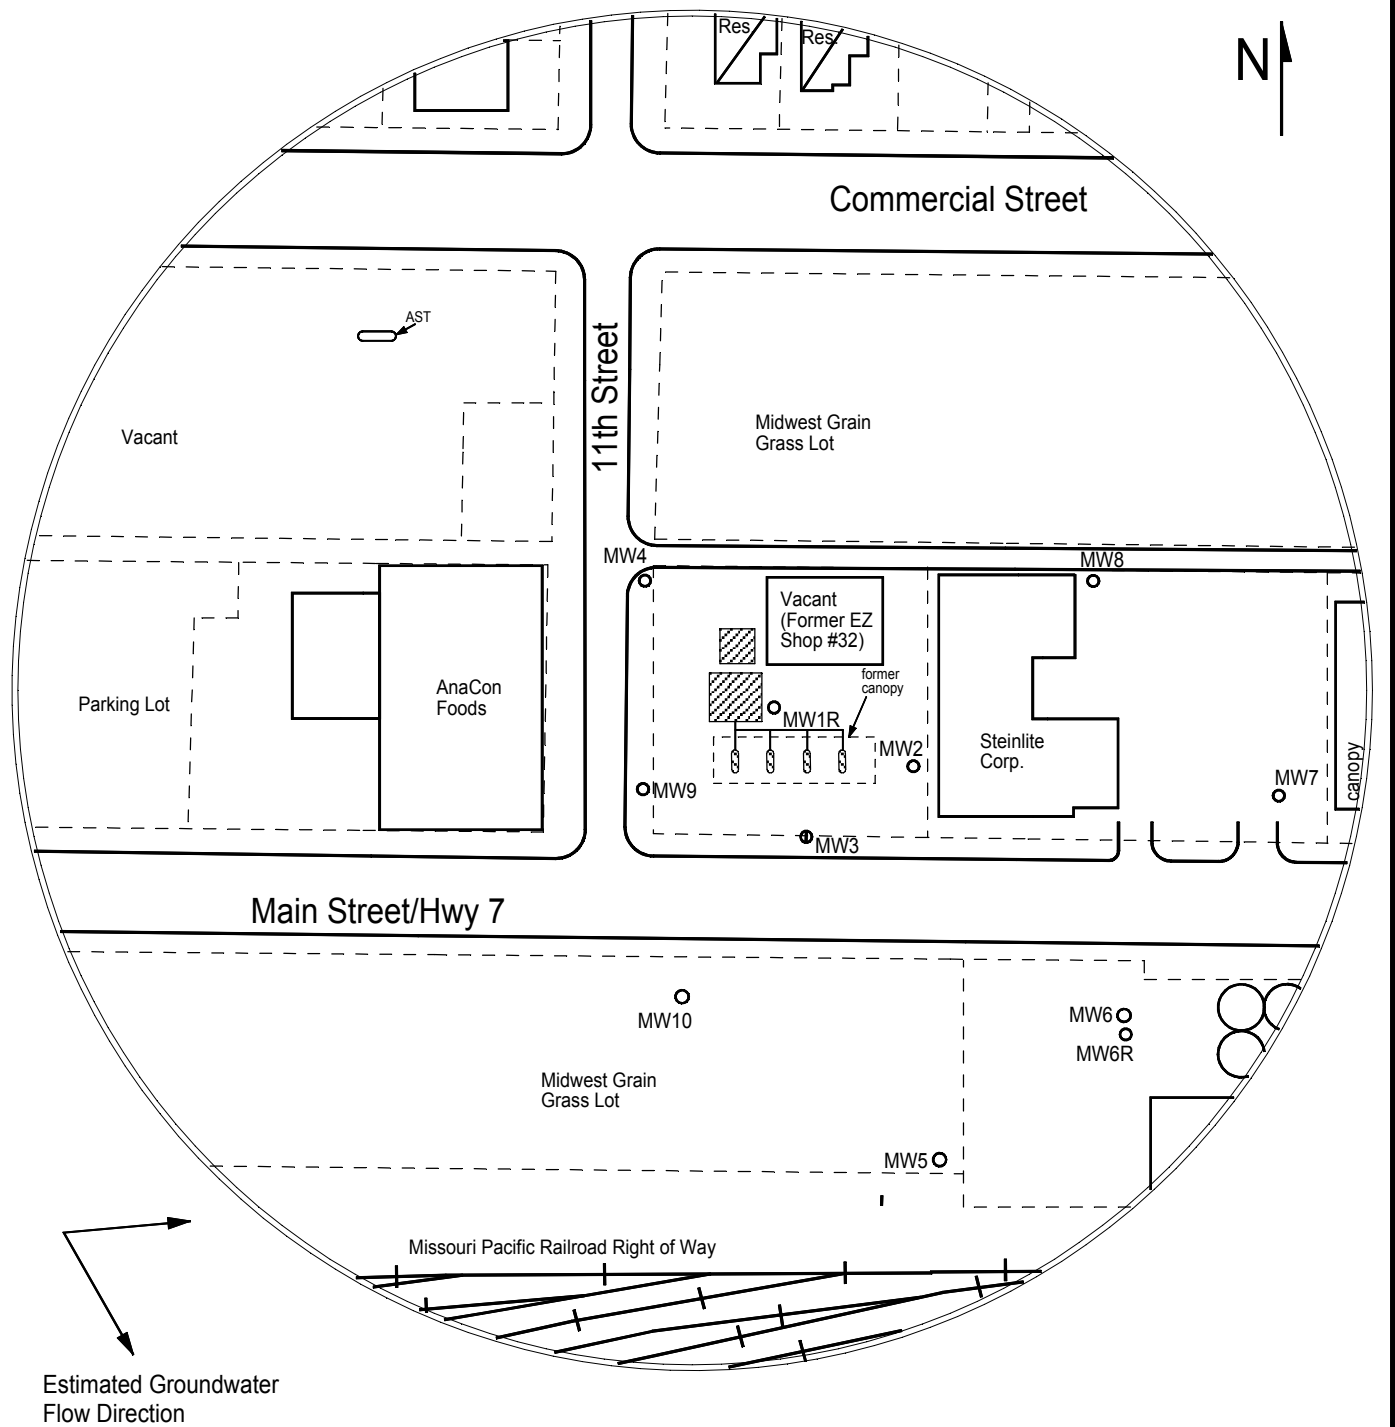 Res.
Res.
N
Commercial Street
AST
11th Street
Vacant
Midwest Grain
Grass Lot
MW4
MW8
Vacant
(Former EZ
Shop #32)
former
canopy
AnaCon
Foods
Parking Lot
MW1R
MW2
Steinlite
Corp.
canopy
MW7
MW9
MW3
Main Street/Hwy 7
MW10
MW6
MW6R
Midwest Grain
Grass Lot
MW5
Missouri Pacific Railroad Right of Way
Estimated Groundwater
Flow Direction